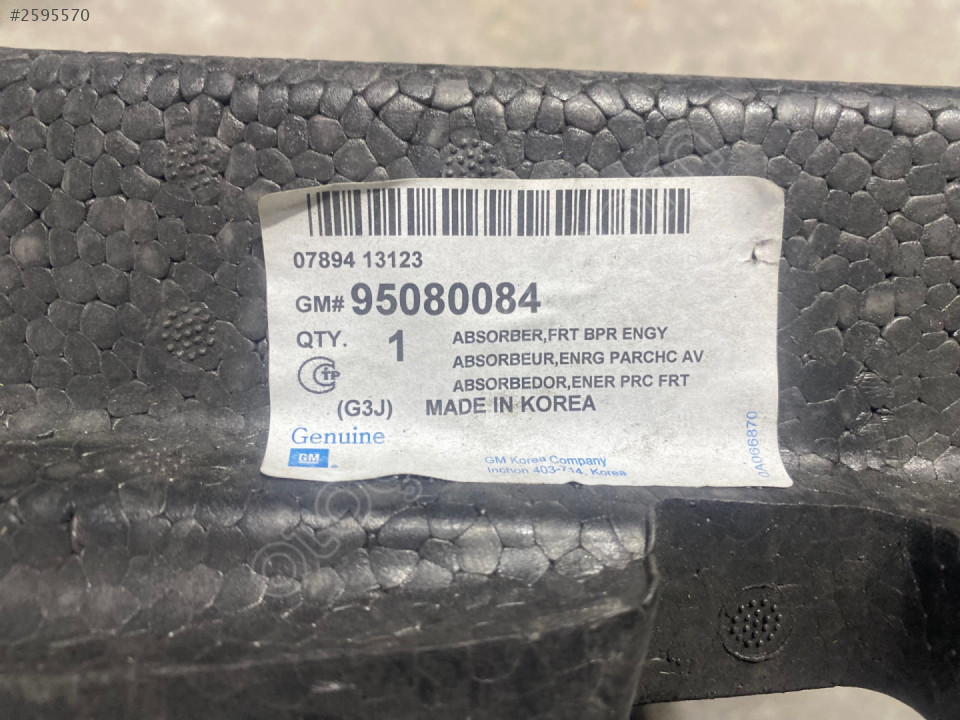 #2595570
07894 13123
GM# 95080084
QTY. 1
ABSORBER,FRT BPR ENGY
ABSORBEUR,ENRG PARCHC AV
ABSORBEDOR,ENER PRC FRT
(G3J) MADE IN KOREA
Genuine
GM
GM Korea Company
Inchon 403-714, Korea
0A066870